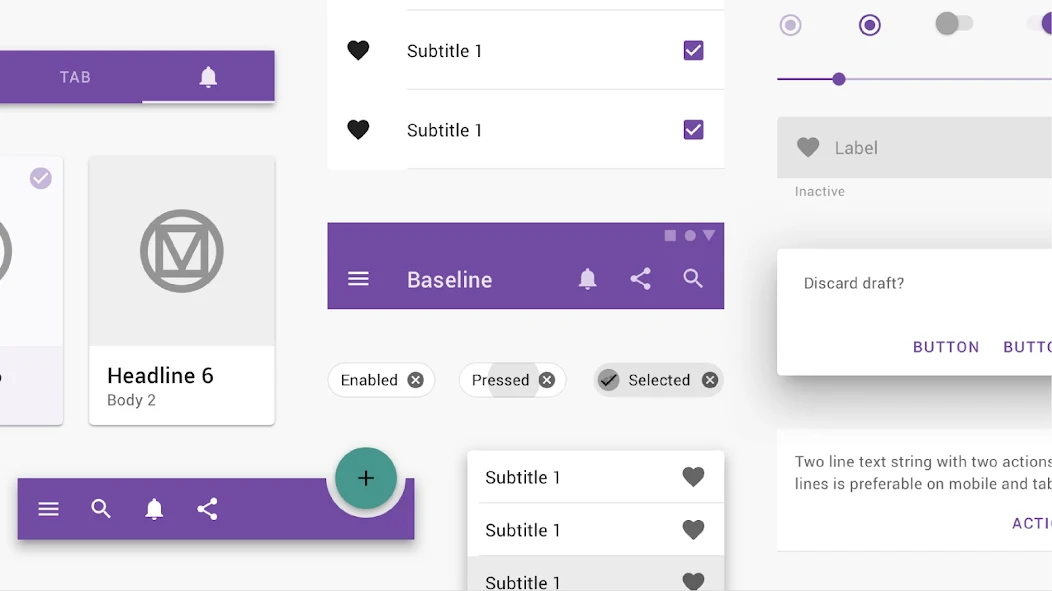 TAB
Headline 6
Body 2
Subtitle 1
Subtitle 1
Baseline
Enabled
Pressed
Selected
Subtitle 1
Subtitle 1
Subtitle 1
Label
Inactive
Discard draft?
BUTTON BUTTO
Two line text string with two actions
lines is preferable on mobile and tab
ACTI